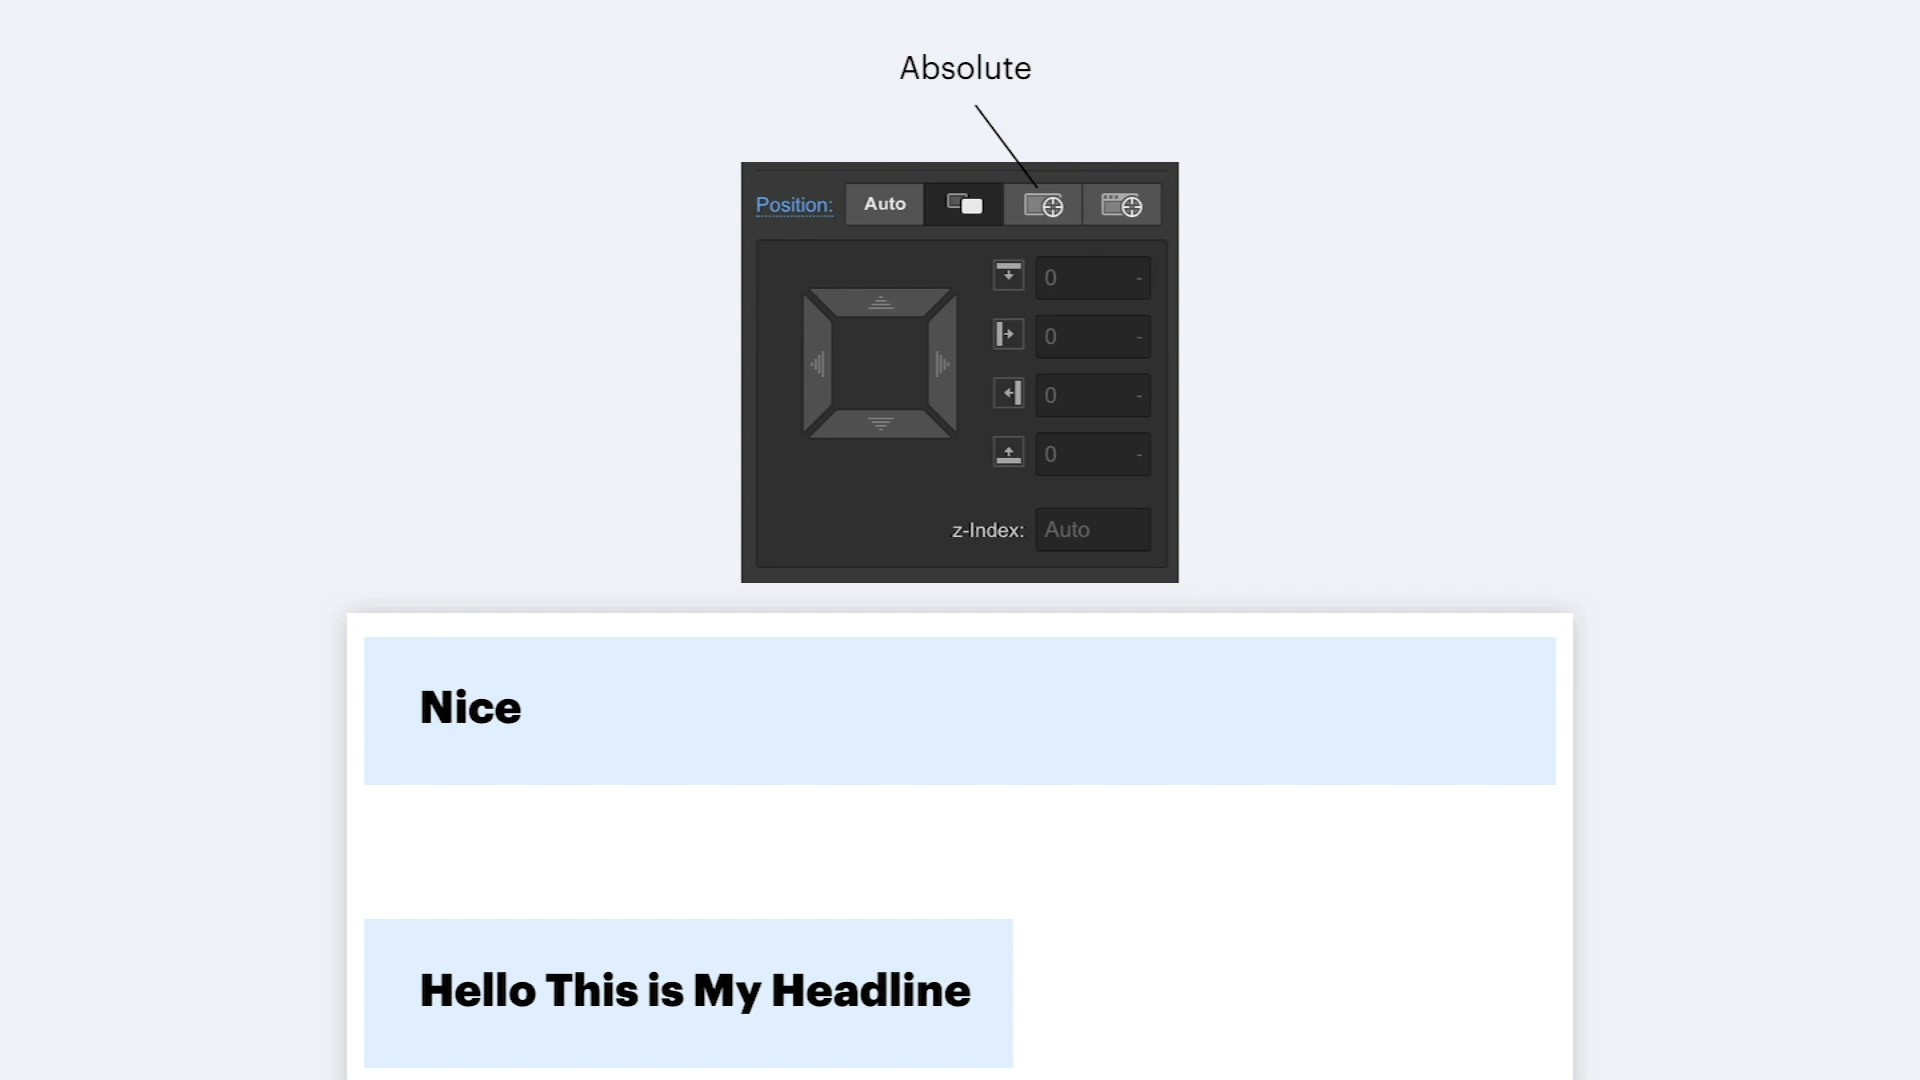 Absolute
Position: Auto
0 -
0 -
0 -
0 -
z-Index: Auto
Nice
Hello This is My Headline